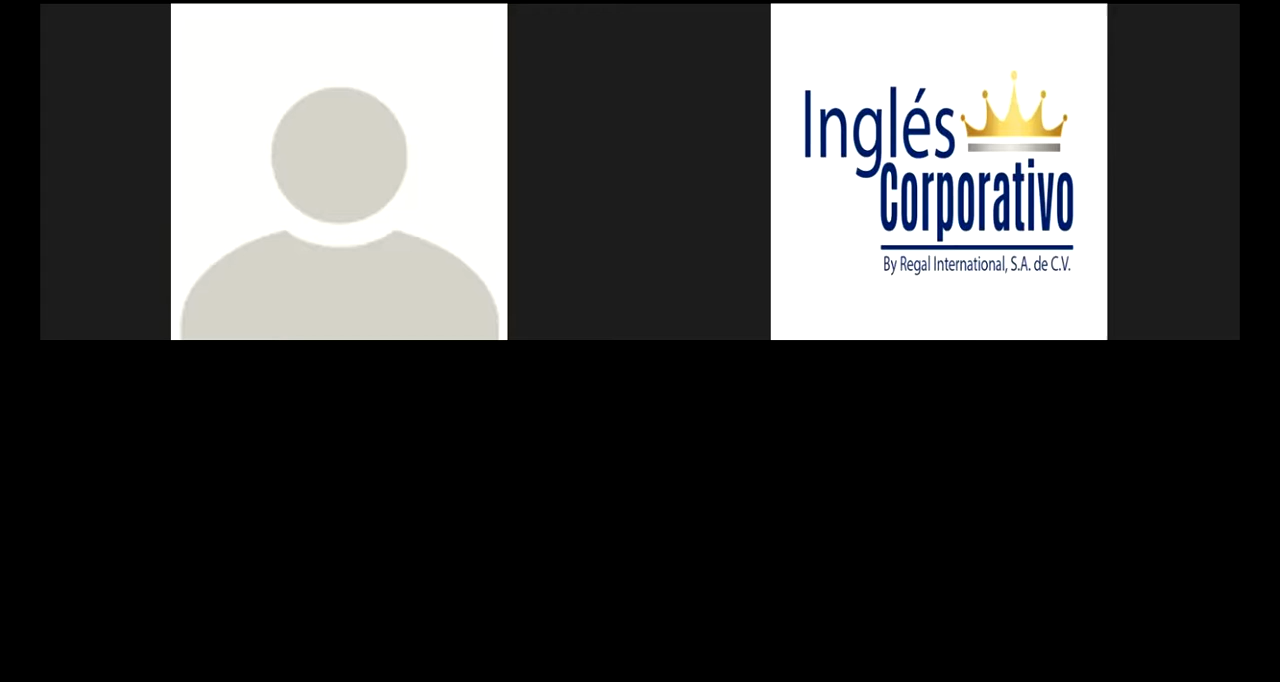 Inglés
Corporativo
By Regal International, S.A. de C.V.